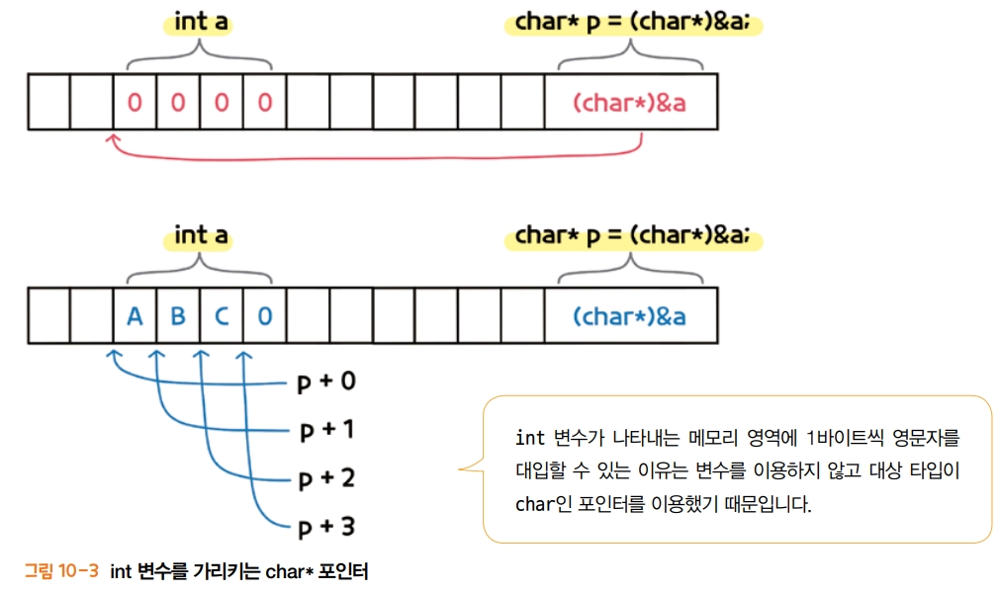 int a
char* p = (char*)&a;
0 0 0 0 (char*)&a
int a
char* p = (char*)&a;
A B C 0 (char*)&a
p + 0
p + 1
p + 2
p + 3
int 변수가 나타내는 메모리 영역에 1바이트씩 영문자를
대입할 수 있는 이유는 변수를 이용하지 않고 대상 타입이
char인 포인터를 이용했기 때문입니다.
그림 10-3 int 변수를 가리키는 char* 포인터